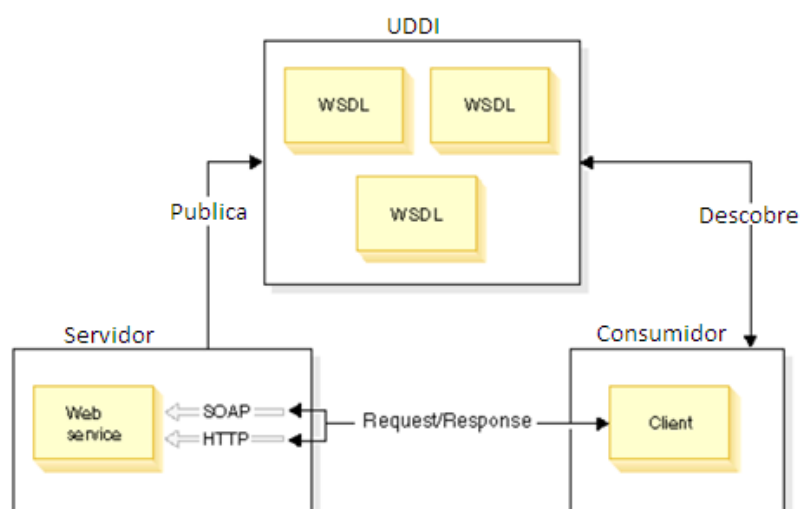 UDDI
WSDL
WSDL
WSDL
Publica
Descobre
Servidor
Consumidor
Web
service
SOAP
HTTP
Request/Response
Client